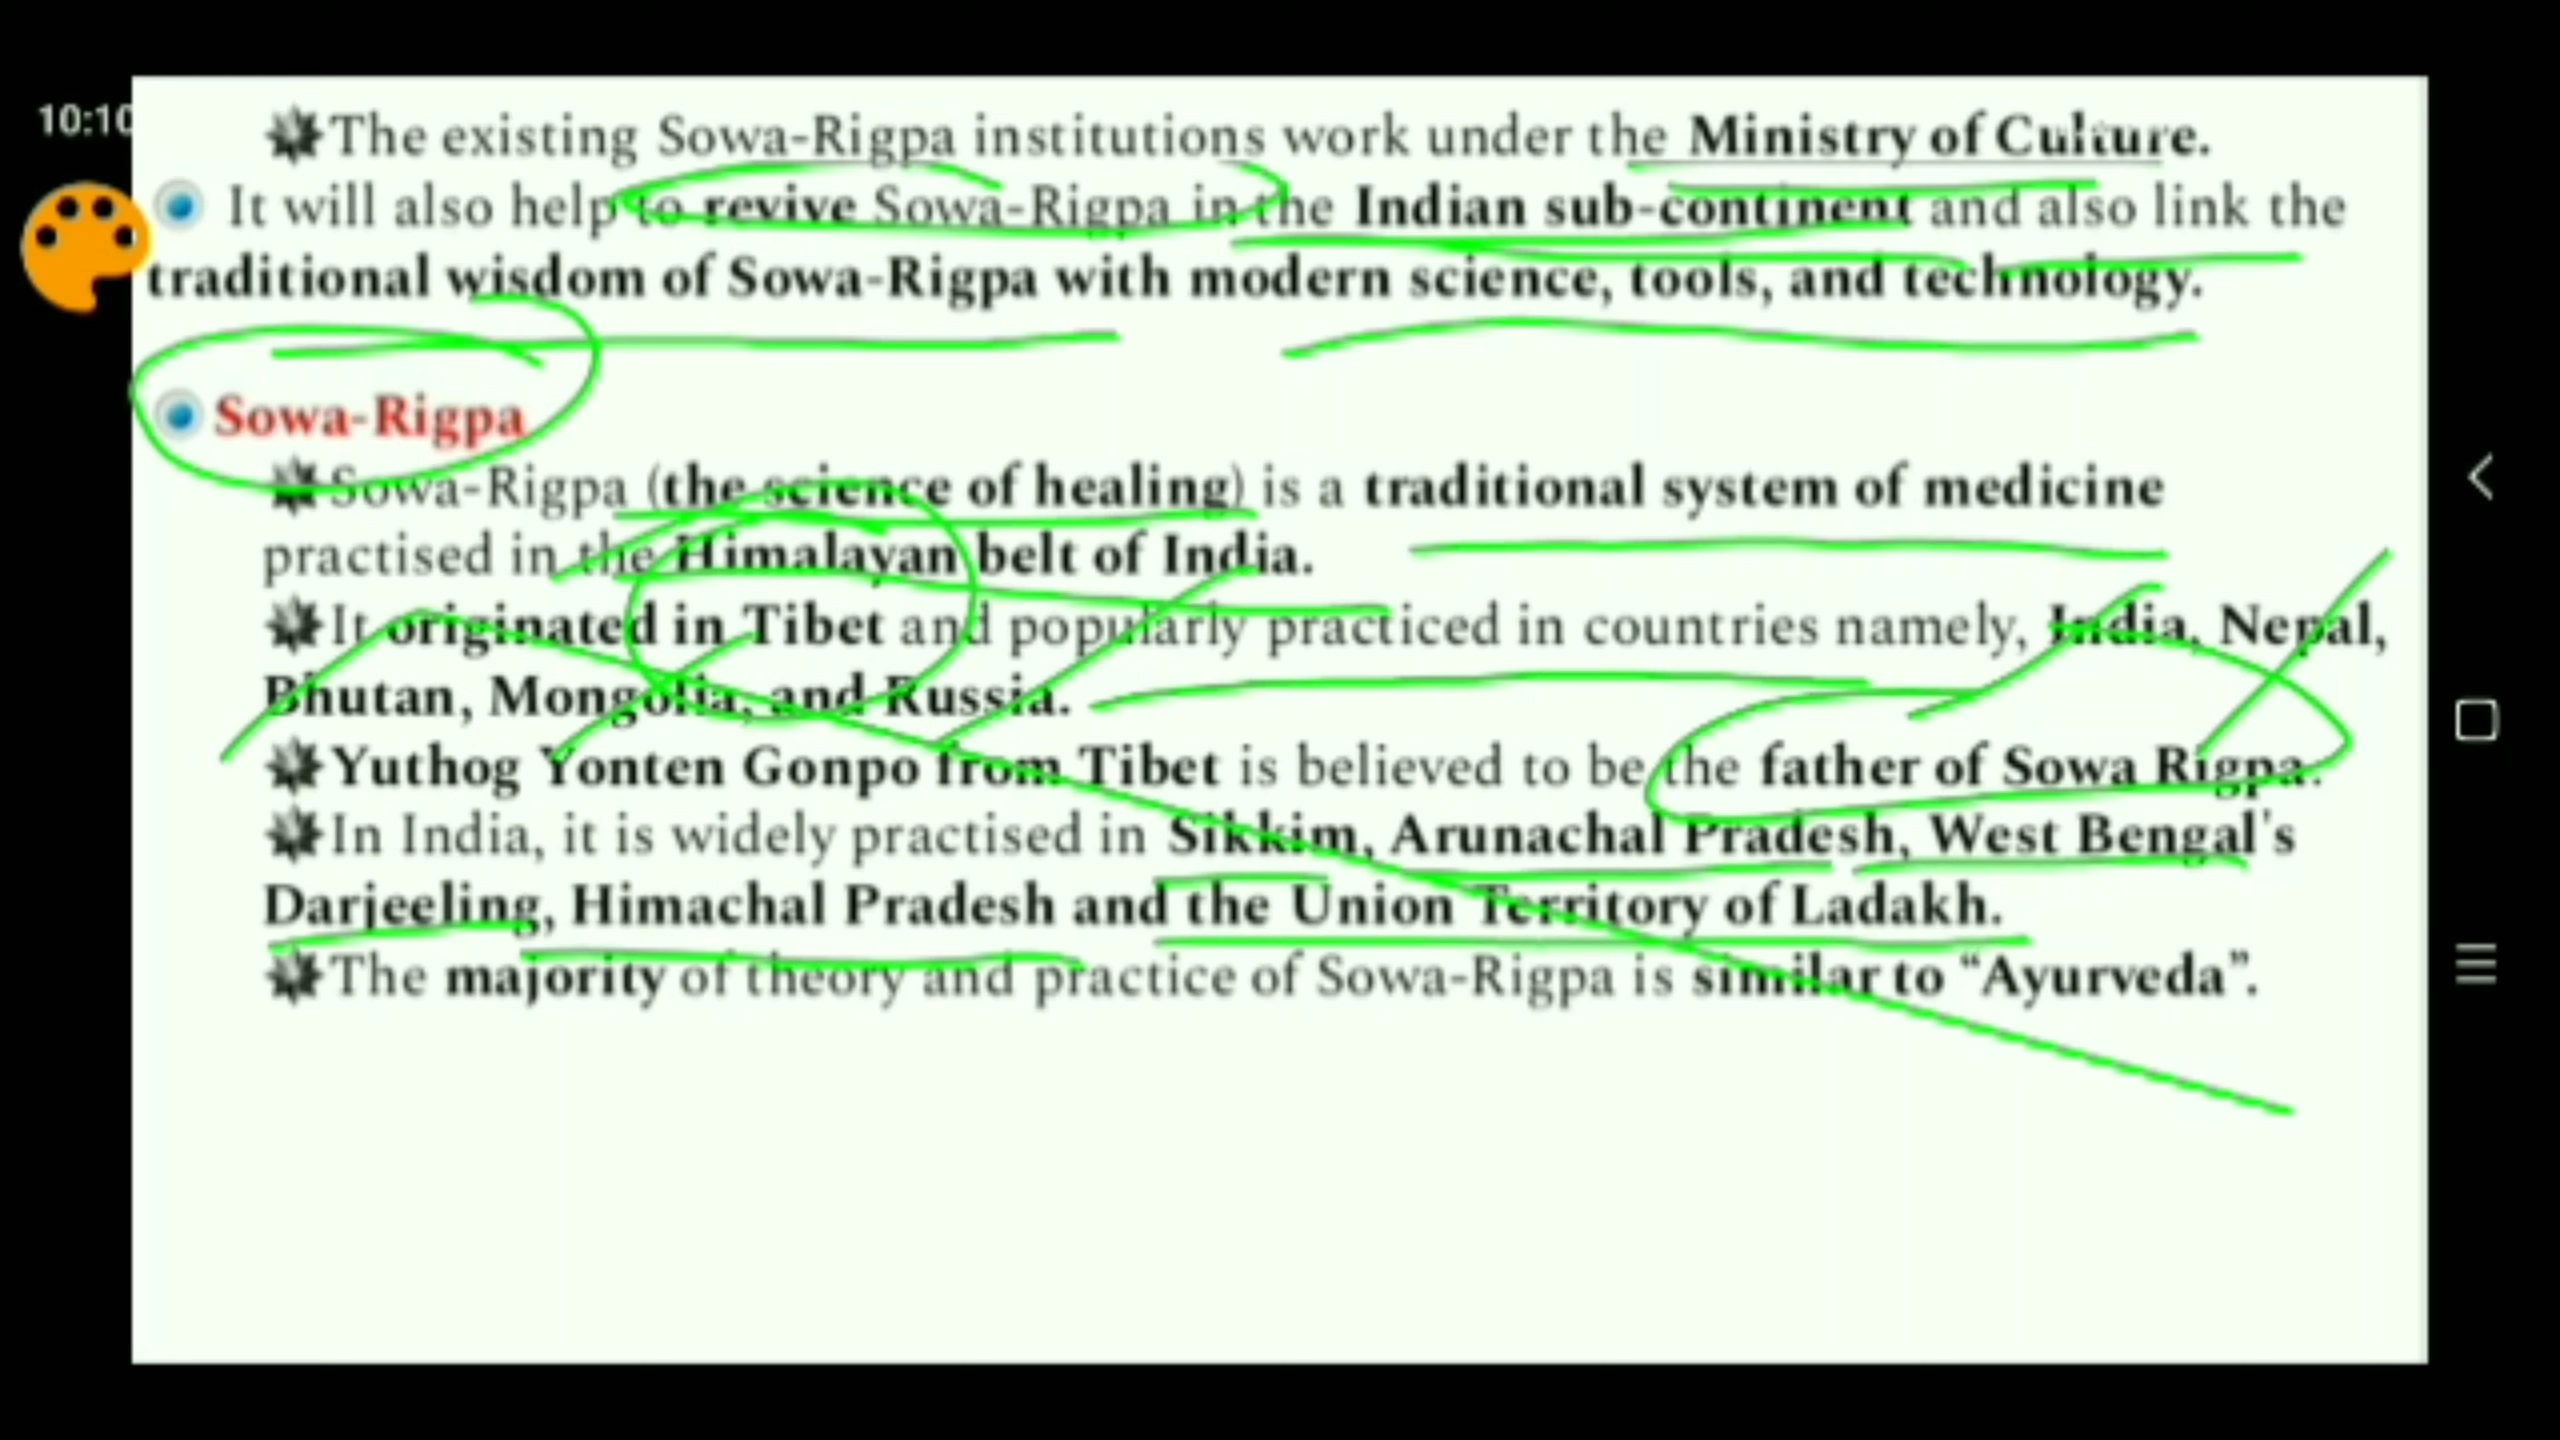 10:10
The existing Sowa-Rigpa institutions work under the Ministry of Culture.
It will also help to revive Sowa-Rigpa in the Indian sub-continent and also link the
traditional wisdom of Sowa-Rigpa with modern science, tools, and technology.
Sowa-Rigpa
Sowa-Rigpa (the science of healing) is a traditional system of medicine
practised in the Himalayan belt of India.
It originated in Tibet and popularly practiced in countries namely, India, Nepal,
Bhutan, Mongolia, and Russia.
Yuthog Yonten Gonpo from Tibet is believed to be the father of Sowa Rigpa.
In India, it is widely practised in Sikkim, Arunachal Pradesh, West Bengal's
Darjeeling, Himachal Pradesh and the Union Territory of Ladakh.
The majority of theory and practice of Sowa-Rigpa is similar to “Ayurveda”.